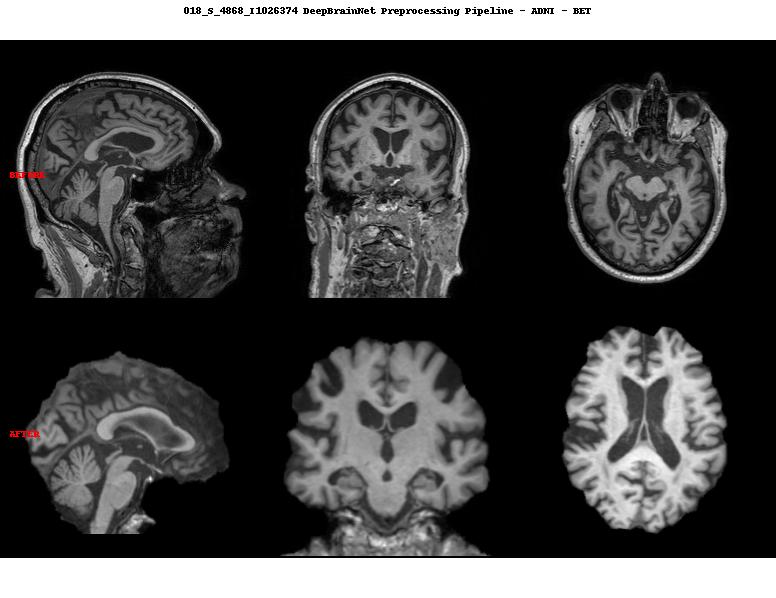 018_S_4868_I1026374 DeepBrainNet Preprocessing Pipeline - ADNI - BET
BEFORE
AFTER